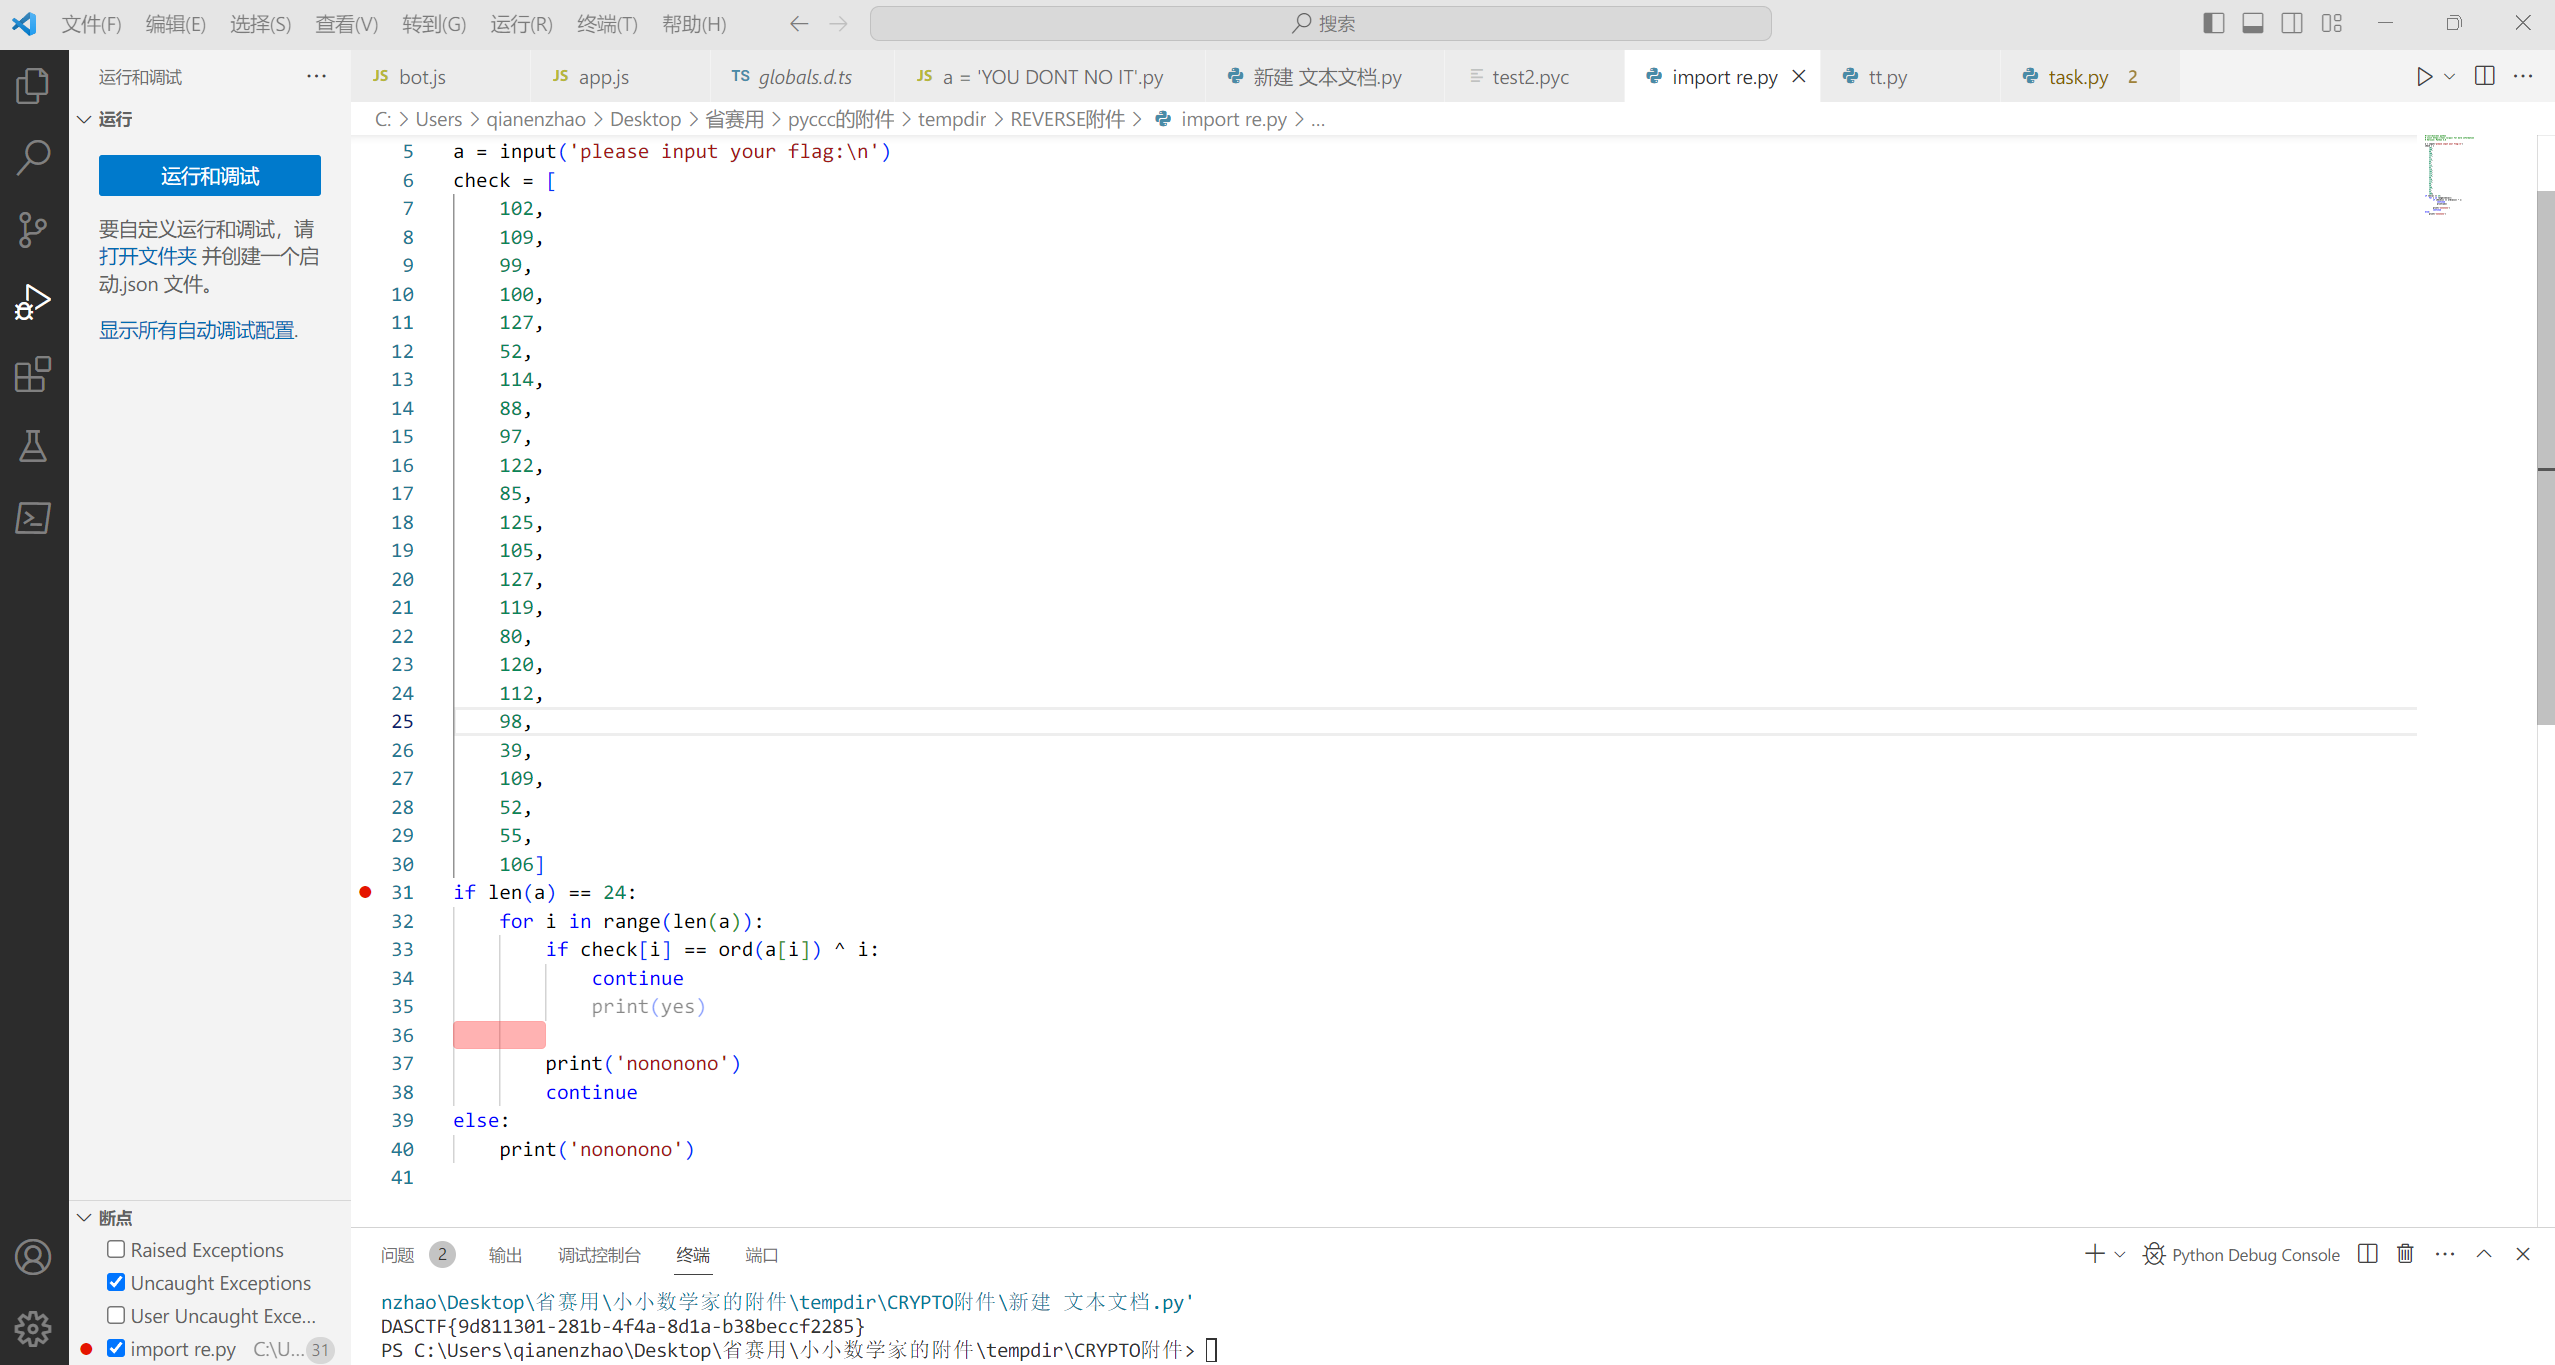 文件(F) 编辑(E) 选择(S) 查看(V) 转到(G) 运行(R) 终端(T) 帮助(H) 搜索
运行和调试 ···
JS bot.js JS app.js TS globals.d.ts JS a = 'YOU DONT NO IT'.py 新建 文本文档.py test2.pyc import re.py tt.py task.py 2
C: > Users > qianenzhao > Desktop > 省赛用 > pyccc的附件 > tempdir > REVERSE附件 > import re.py > ...
运行
运行和调试
要自定义运行和调试，请
打开文件夹 并创建一个启
动.json 文件。
显示所有自动调试配置.
5 a = input('please input your flag:\n')
6 check = [
7 102,
8 109,
9 99,
10 100,
11 127,
12 52,
13 114,
14 88,
15 97,
16 122,
17 85,
18 125,
19 105,
20 127,
21 119,
22 80,
23 120,
24 112,
25 98,
26 39,
27 109,
28 52,
29 55,
30 106]
31 if len(a) == 24:
32 for i in range(len(a)):
33 if check[i] == ord(a[i]) ^ i:
34 continue
35 print(yes)
36
37 print('nononono')
38 continue
39 else:
40 print('nononono')
41
断点
Raised Exceptions
Uncaught Exceptions
User Uncaught Exce...
import re.py C:\U... 31
问题 2 输出 调试控制台 终端 端口 Python Debug Console
nzhao\Desktop\省赛用\小小数学家的附件\tempdir\CRYPTO附件\新建 文本文档.py'
DASCTF{9d811301-281b-4f4a-8d1a-b38beccf2285}
PS C:\Users\qianenzhao\Desktop\省赛用\小小数学家的附件\tempdir\CRYPTO附件>